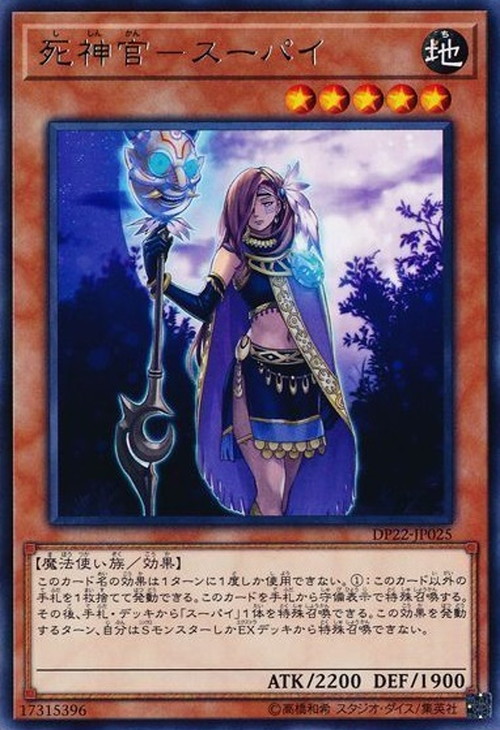 死神官－スーパイ
地
DP22-JP025
【魔法使い族／効果】
このカード名の効果は1ターンに1度しか使用できない。①：このカード以外の
手札を1枚捨てて発動できる。このカードを手札から守備表示で特殊召喚する。
その後、手札・デッキから「スーパイ」1体を特殊召喚できる。この効果を発動
するターン、自分はSモンスターしかEXデッキから特殊召喚できない。
ATK/2200 DEF/1900
17315396
©高橋和希 スタジオ・ダイス/集英社